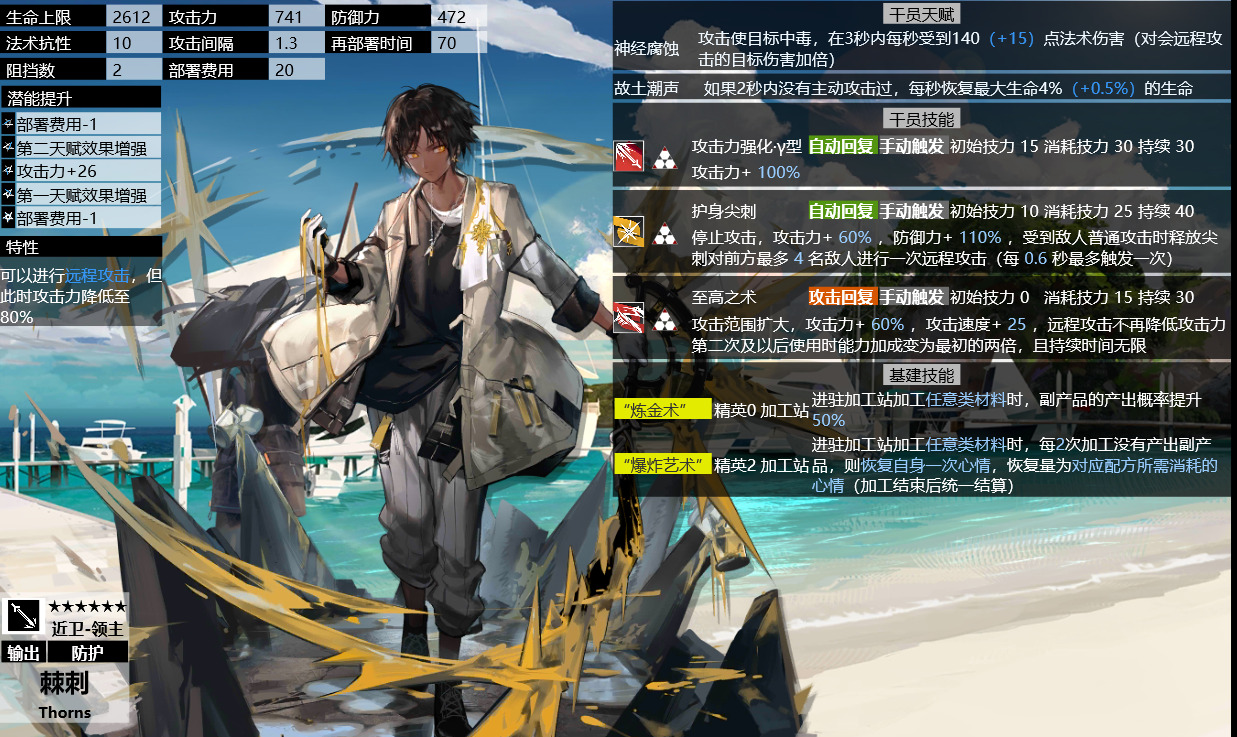 生命上限 2612 攻击力 741 防御力 472
法术抗性 10 攻击间隔 1.3 再部署时间 70
阻挡数 2 部署费用 20
潜能提升
部署费用-1
第二天赋效果增强
攻击力+26
第一天赋效果增强
部署费用-1
特性
可以进行远程攻击，但
此时攻击力降低至
80%
★★★★★★
近卫-领主
输出 防护
棘刺
Thorns
干员天赋
神经腐蚀 攻击使目标中毒，在3秒内每秒受到140（+15）点法术伤害（对会远程攻
击的目标伤害加倍）
故土潮声 如果2秒内没有主动攻击过，每秒恢复最大生命4%（+0.5%）的生命
干员技能
攻击力强化·γ型 自动回复 手动触发 初始技力 15 消耗技力 30 持续 30
攻击力+ 100%
护身尖刺 自动回复 手动触发 初始技力 10 消耗技力 25 持续 40
停止攻击，攻击力+ 60% ，防御力+ 110% ，受到敌人普通攻击时释放尖
刺对前方最多 4 名敌人进行一次远程攻击（每 0.6 秒最多触发一次）
至高之术 攻击回复 手动触发 初始技力 0 消耗技力 15 持续 30
攻击范围扩大，攻击力+ 60% ，攻击速度+ 25 ，远程攻击不再降低攻击力
第二次及以后使用时能力加成变为最初的两倍，且持续时间无限
基建技能
“炼金术” 精英0 加工站 进驻加工站加工任意类材料时，副产品的产出概率提升
50%
进驻加工站加工任意类材料时，每2次加工没有产出副产
“爆炸艺术” 精英2 加工站 品，则恢复自身一次心情，恢复量为对应配方所需消耗的
心情（加工结束后统一结算）